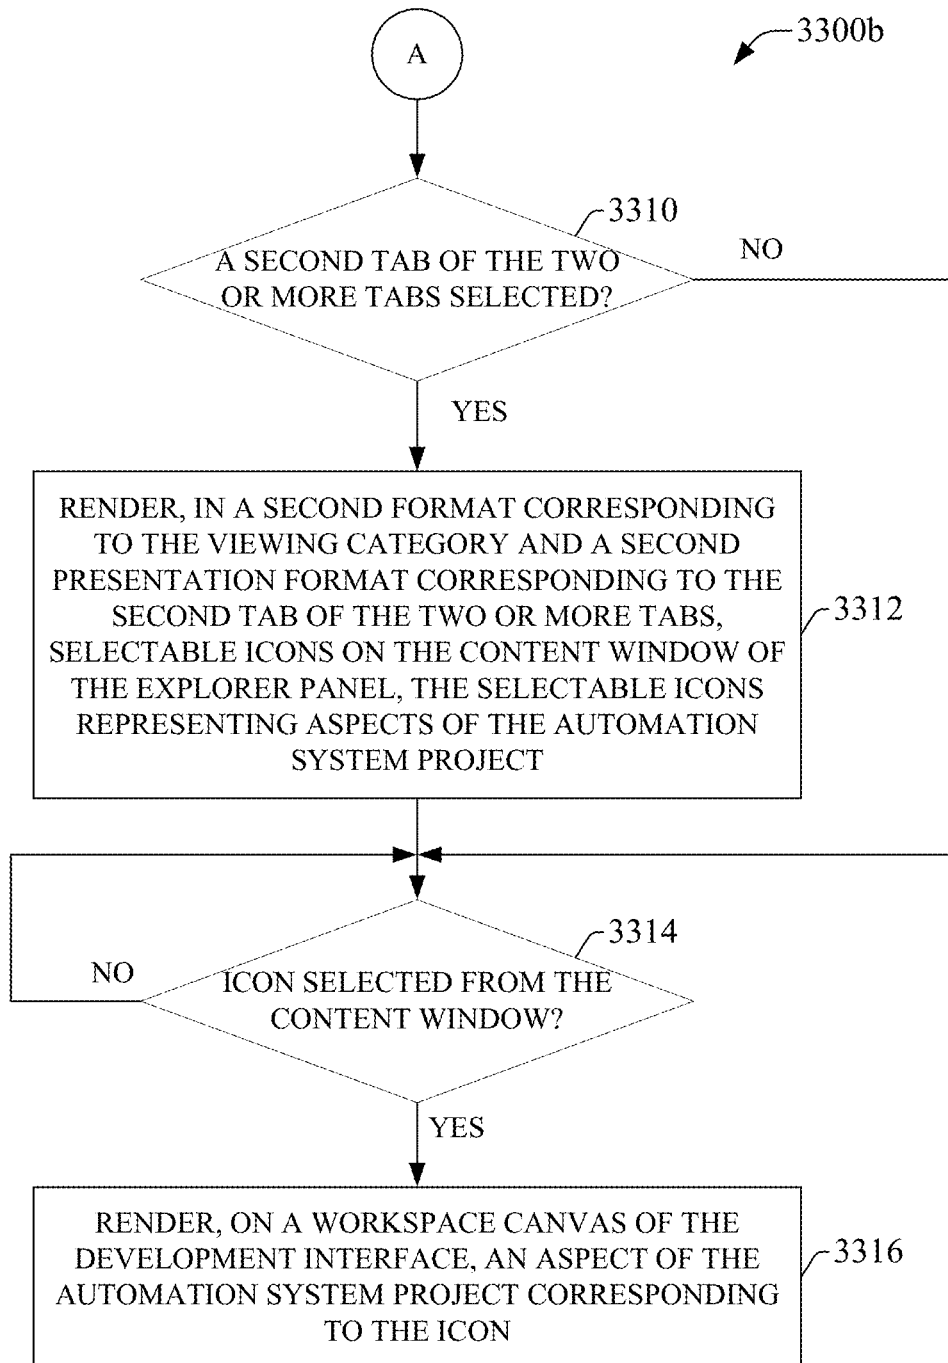 A
3300b
3310
A SECOND TAB OF THE TWO
OR MORE TABS SELECTED?
NO
YES
RENDER, IN A SECOND FORMAT CORRESPONDING
TO THE VIEWING CATEGORY AND A SECOND
PRESENTATION FORMAT CORRESPONDING TO THE
SECOND TAB OF THE TWO OR MORE TABS,
SELECTABLE ICONS ON THE CONTENT WINDOW OF
THE EXPLORER PANEL, THE SELECTABLE ICONS
REPRESENTING ASPECTS OF THE AUTOMATION
SYSTEM PROJECT
3312
3314
NO
ICON SELECTED FROM THE
CONTENT WINDOW?
YES
RENDER, ON A WORKSPACE CANVAS OF THE
DEVELOPMENT INTERFACE, AN ASPECT OF THE
AUTOMATION SYSTEM PROJECT CORRESPONDING
TO THE ICON
3316